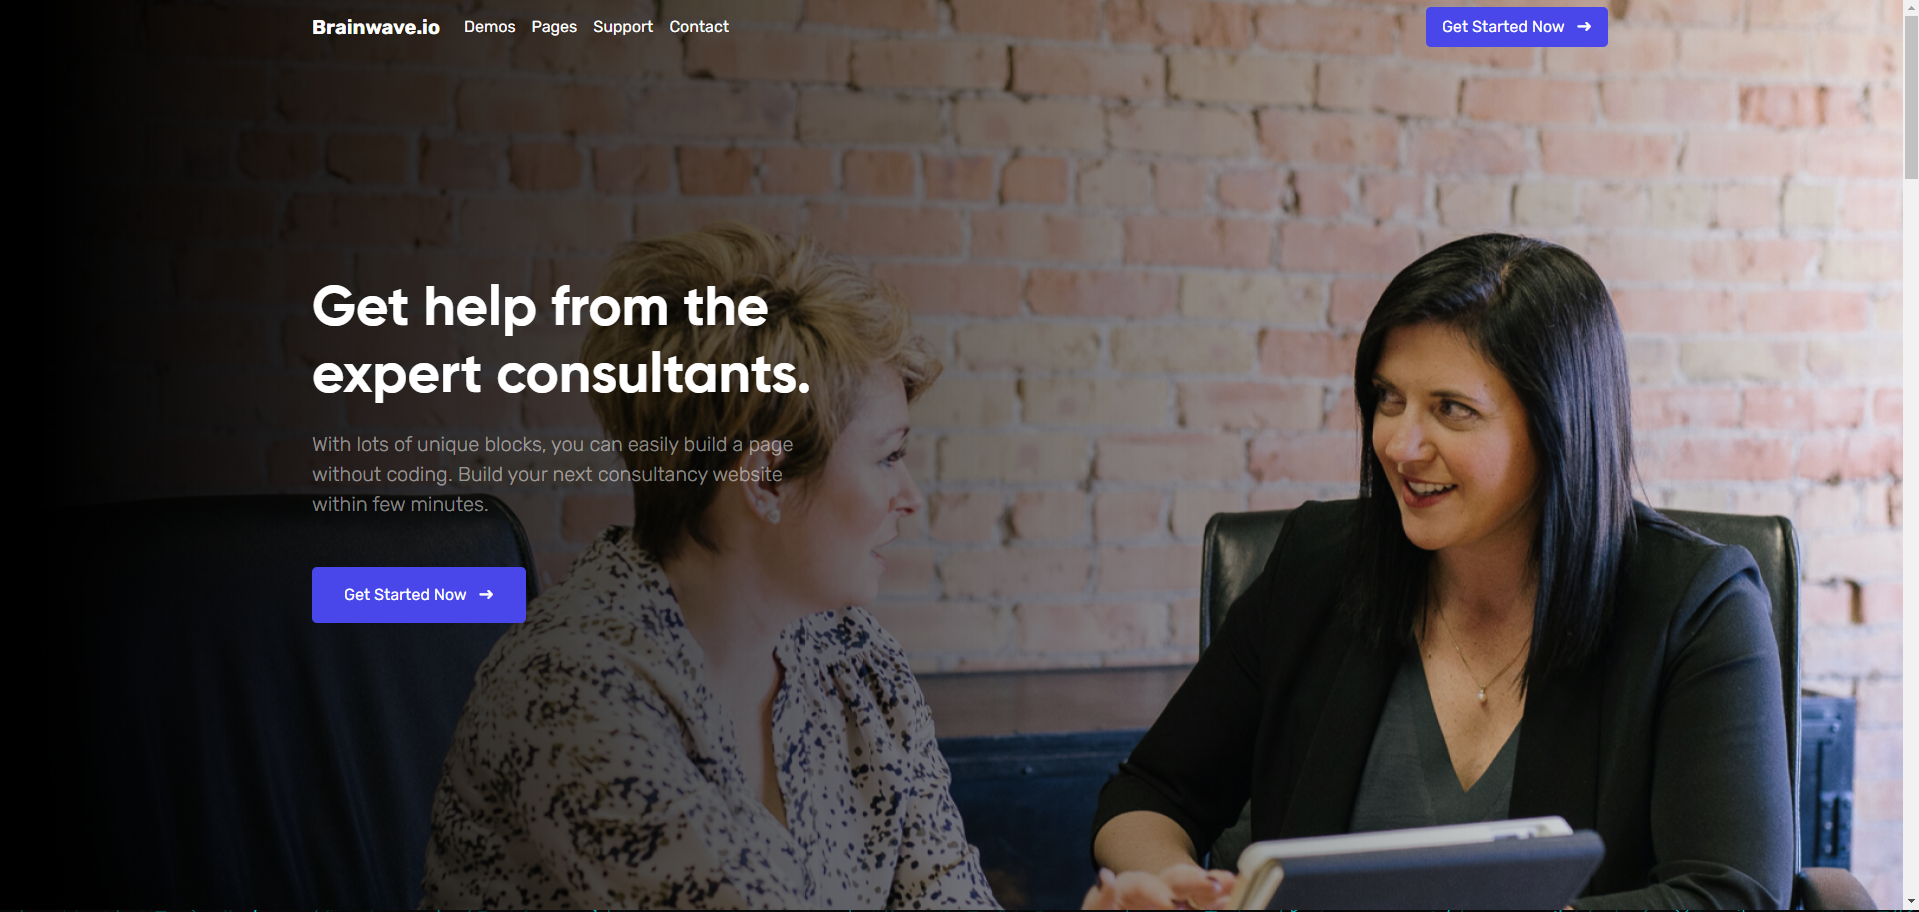 Brainwave.io Demos Pages Support Contact Get Started Now →
Get help from the
expert consultants.
With lots of unique blocks, you can easily build a page
without coding. Build your next consultancy website
within few minutes.
Get Started Now →